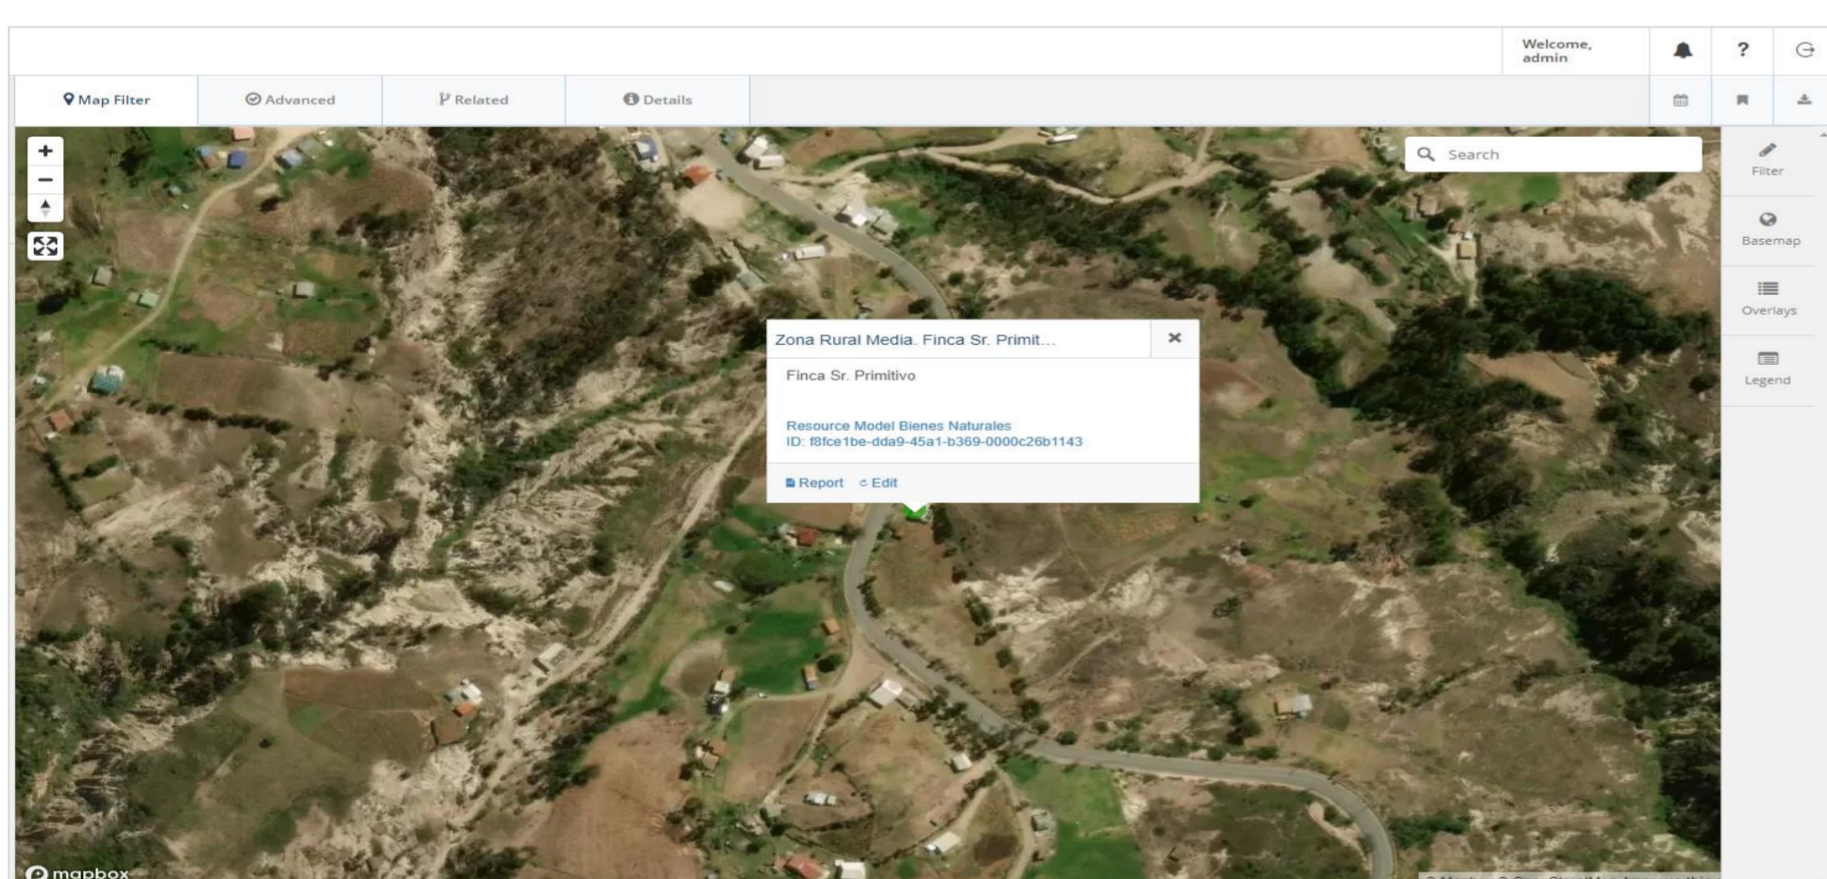 Welcome,
admin
?
Map Filter
Advanced
Related
Details
+
−
Search
Filter
Basemap
Overlays
Legend
Zona Rural Media. Finca Sr. Primit...
Finca Sr. Primitivo
Resource Model Bienes Naturales
ID: f8fce1be-dda9-45a1-b369-0000c26b1143
Report Edit
mapbox